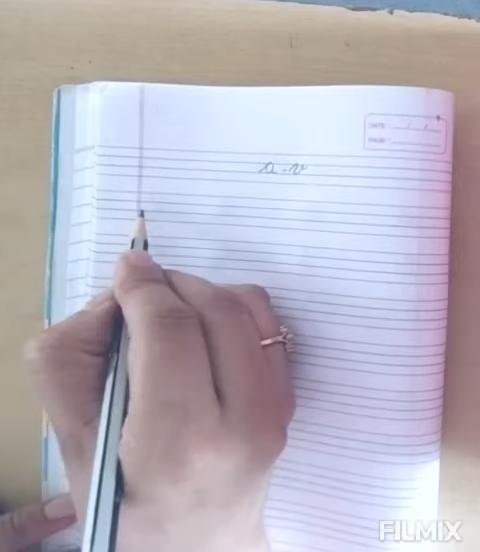 DATE
PAGE
a - v
FILMIX